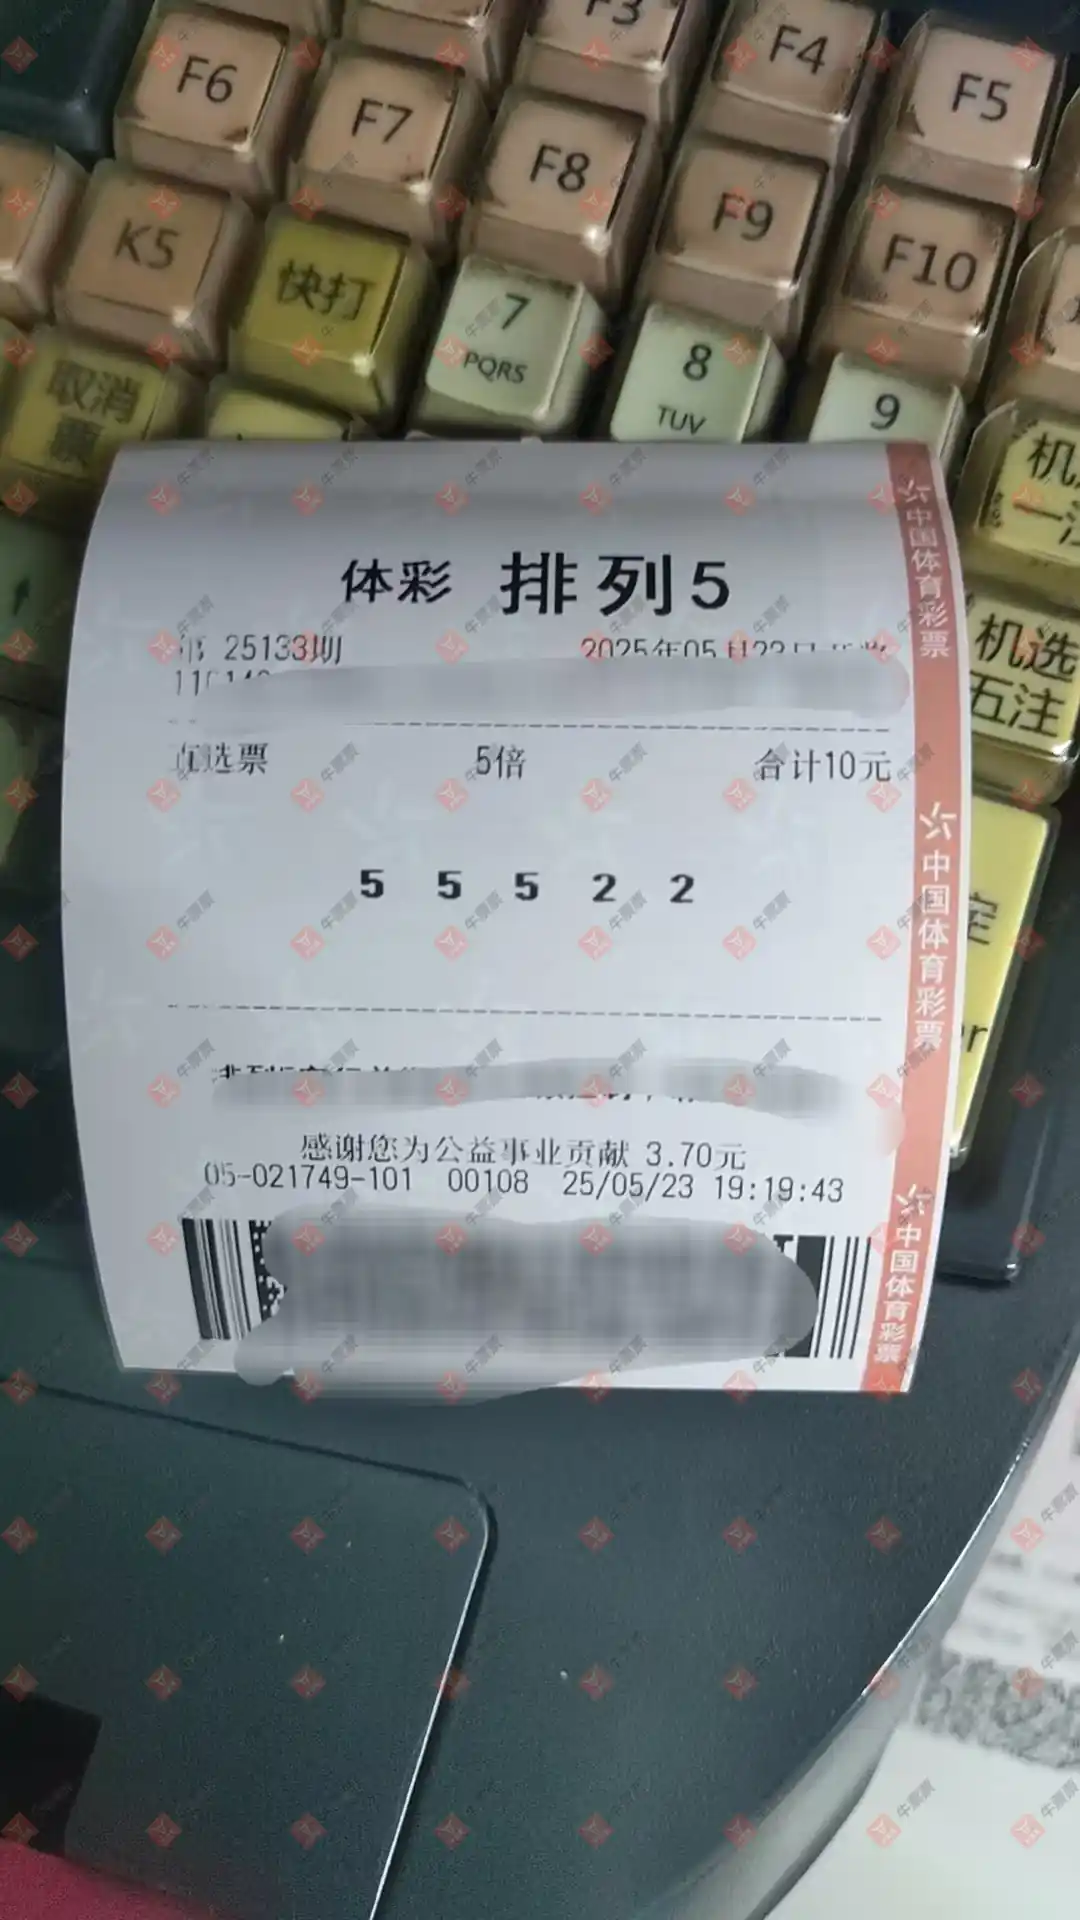 F3
F4
F5
F6
F7
F8
F9
F10
K5
快打
7
PQRS
8
TUV
9
取消
票
机选
五注
体彩 排列5
25133期
直选票 5倍 合计10元
5 5 5 2 2
感谢您为公益事业贡献 3.70元
05-021749-101 00108 25/05/23 19:19:43
中国体育彩票
中国体育彩票
中国体育彩票
牛票票